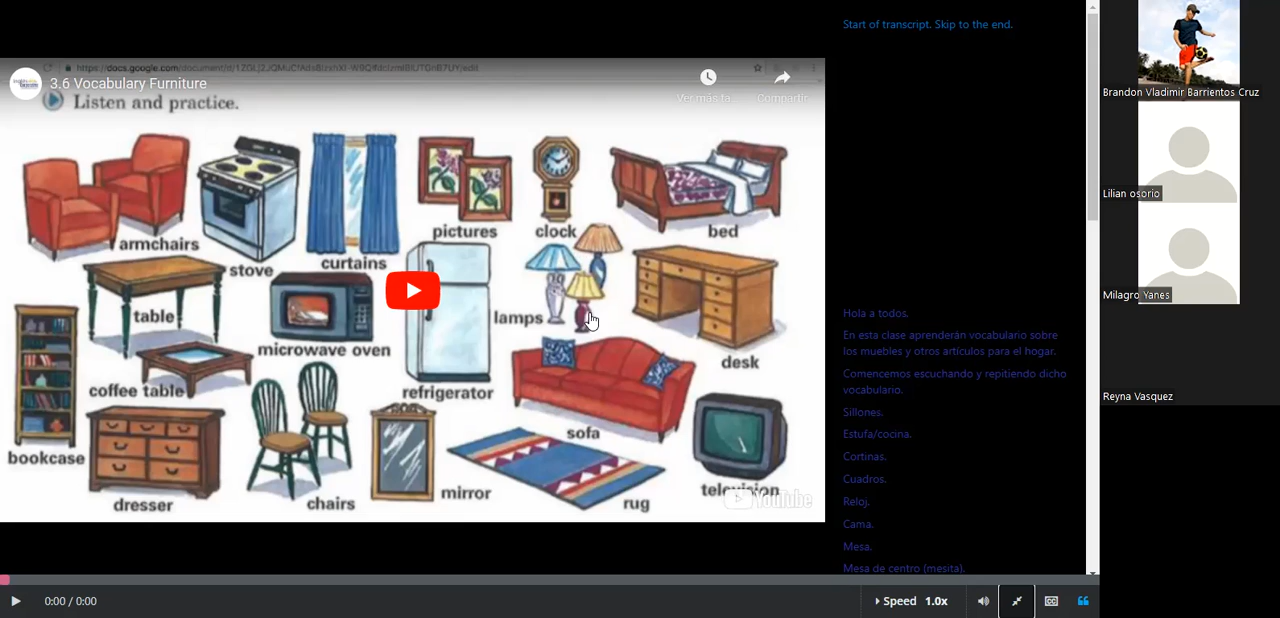 3.6 Vocabulary Furniture
Ver más ta...
Compartir
Listen and practice.
armchairs
stove
curtains
pictures
clock
bed
table
microwave oven
refrigerator
lamps
desk
coffee table
bookcase
dresser
chairs
mirror
sofa
rug
television
YouTube
Start of transcript. Skip to the end.
Hola a todos.
En esta clase aprenderán vocabulario sobre
los muebles y otros artículos para el hogar.
Comencemos escuchando y repitiendo dicho
vocabulario.
Sillones.
Estufa/cocina.
Cortinas.
Cuadros.
Reloj.
Cama.
Mesa.
Mesa de centro (mesita).
Brandon Vladimir Barrientos Cruz
Lilian osorio
Milagro Yanes
Reyna Vasquez
0:00 / 0:00
Speed 1.0x
CC